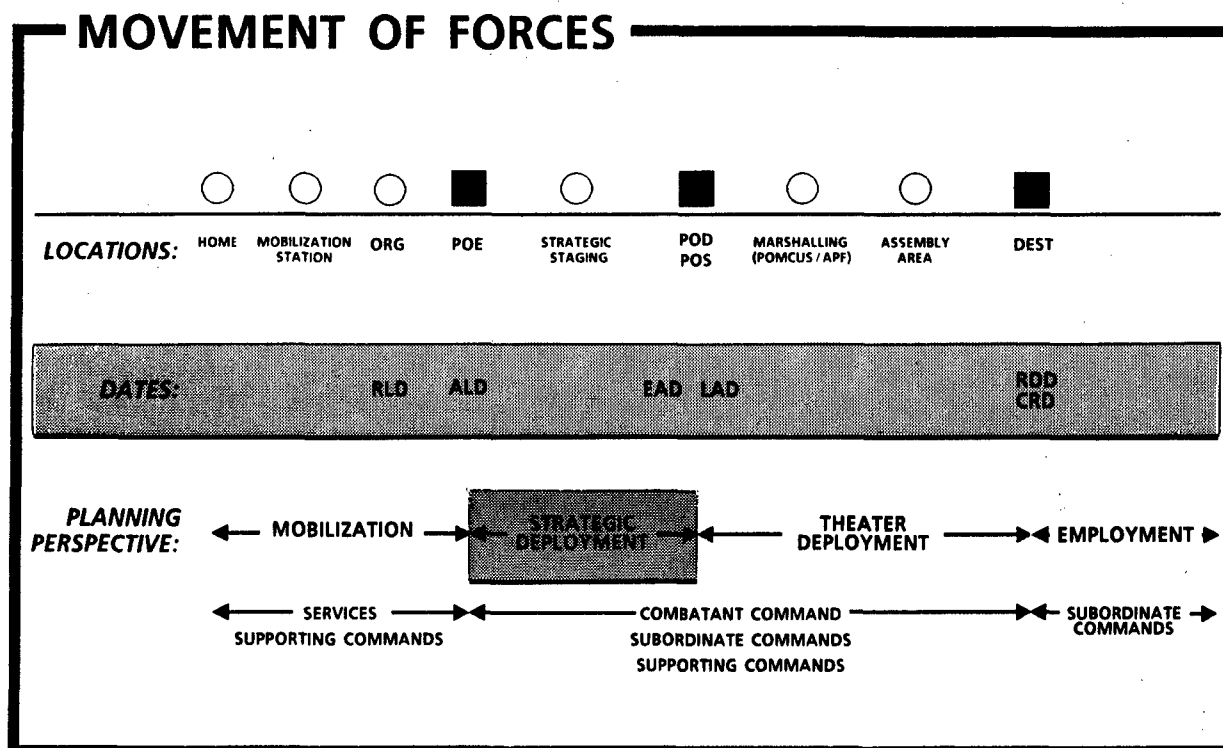 MOVEMENT OF FORCES
LOCATIONS:
HOME
MOBILIZATION
STATION
ORG
POE
STRATEGIC
STAGING
POD
POS
MARSHALLING
(POMCUS / APF)
ASSEMBLY
AREA
DEST
DATES:
RLD
ALD
EAD
LAD
RDD
CRD
PLANNING
PERSPECTIVE:
MOBILIZATION
STRATEGIC
DEPLOYMENT
THEATER
DEPLOYMENT
EMPLOYMENT
SERVICES
SUPPORTING COMMANDS
COMBATANT COMMAND
SUBORDINATE COMMANDS
SUPPORTING COMMANDS
SUBORDINATE
COMMANDS